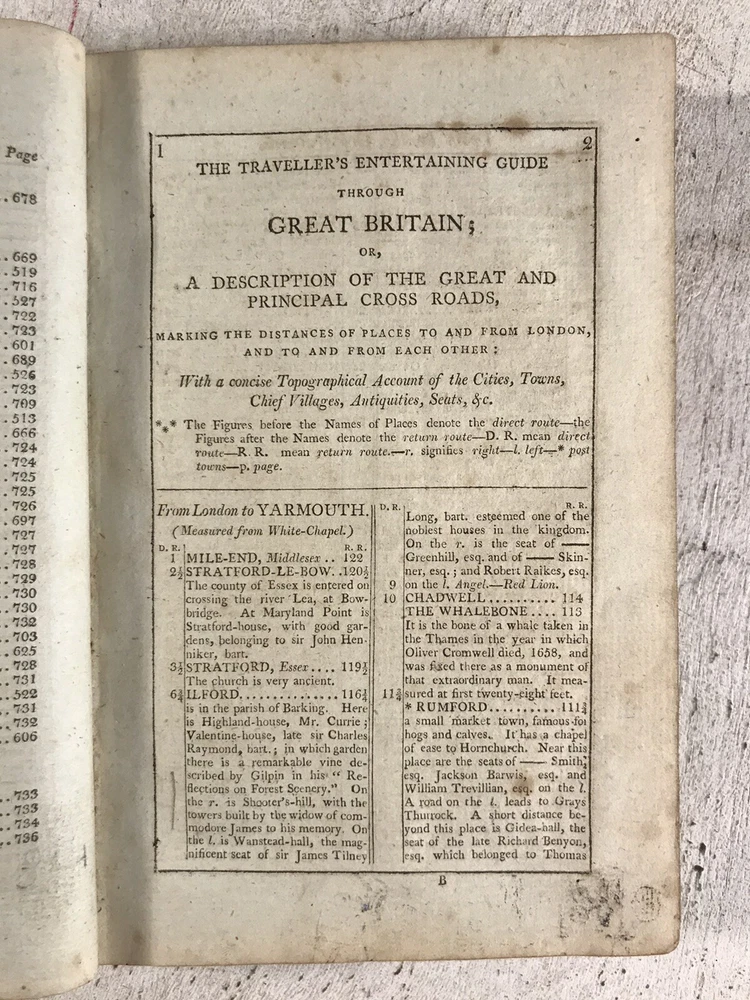 Page
..678
..669
.519
.716
.527
.722
.723
.601
.689
.526
.723
.709
.513
.666
.724
.724
.725
.725
.726
.697
.727
.727
.728
.729
.730
.730
.732
.703
.625
.728
.731
.522
..731
..732
..606
..733
..733
..734
..736
1 2
THE TRAVELLER'S ENTERTAINING GUIDE
THROUGH
GREAT BRITAIN;
OR,
A DESCRIPTION OF THE GREAT AND
PRINCIPAL CROSS ROADS,
MARKING THE DISTANCES OF PLACES TO AND FROM LONDON,
AND TO AND FROM EACH OTHER:
With a concise Topographical Account of the Cities, Towns,
Chief Villages, Antiquities, Seats, &c.
*** The Figures before the Names of Places denote the direct route—the
Figures after the Names denote the return route—D. R. mean direct
route—R. R. mean return route.—r. signifies right—l. left—* post
towns—p. page.
From London to YARMOUTH.
(Measured from White-Chapel.)
D. R. R. R.
1 MILE-END, Middlesex .. 122
2½ STRATFORD-LE-BOW..120½
The county of Essex is entered on
crossing the river Lea, at Bow-
bridge. At Maryland Point is
Stratford-house, with good gar-
dens, belonging to sir John Hen-
niker, bart.
3½ STRATFORD, Essex.... 119½
The church is very ancient.
6¾ ILFORD.............. 116¼
is in the parish of Barking. Here
is Highland-house, Mr. Currie;
Valentine-house, late sir Charles
Raymond, bart.; in which garden
there is a remarkable vine de-
scribed by Gilpin in his "Re-
flections on Forest Scenery." On
the r. is Shooter's-hill, with the
towers built by the widow of com-
modore James to his memory. On
the l. is Wanstead-hall, the mag-
nificent seat of sir James Tilney
D. R. R. R.
Long, bart. esteemed one of the
noblest houses in the kingdom.
On the r. is the seat of ——
Greenhill, esq. and of —— Skin-
ner, esq.; and Robert Raikes, esq.
9 on the l. Angel.—Red Lion.
10 CHADWELL.......... 114
THE WHALEBONE.... 113
It is the bone of a whale taken in
the Thames in the year in which
Oliver Cromwell died, 1658, and
was fixed there as a monument of
that extraordinary man. It mea-
11¾ sured at first twenty-eight feet.
* RUMFORD.......... 111¾
a small market town, famous for
hogs and calves. It has a chapel
of ease to Hornchurch. Near this
place are the seats of —— Smith,
esq. Jackson Barwis, esq. and
William Trevillian, esq. on the l.
A road on the l. leads to Grays
Thurrock. A short distance be-
yond this place is Gidea-hall, the
seat of the late Richard Benyon,
esq. which belonged to Thomas
B